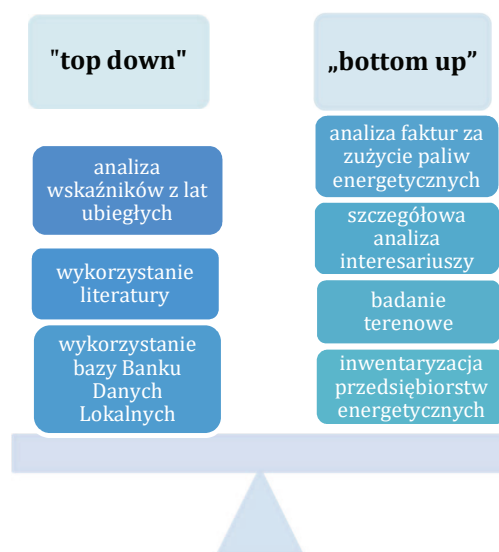 "top down"
analiza
wskaźników z lat
ubiegłych
wykorzystanie
literatury
wykorzystanie
bazy Banku
Danych
Lokalnych
„bottom up”
analiza faktur za
zużycie paliw
energetycznych
szczegółowa
analiza
interesariuszy
badanie
terenowe
inwentaryzacja
przedsiębiorstw
energetycznych